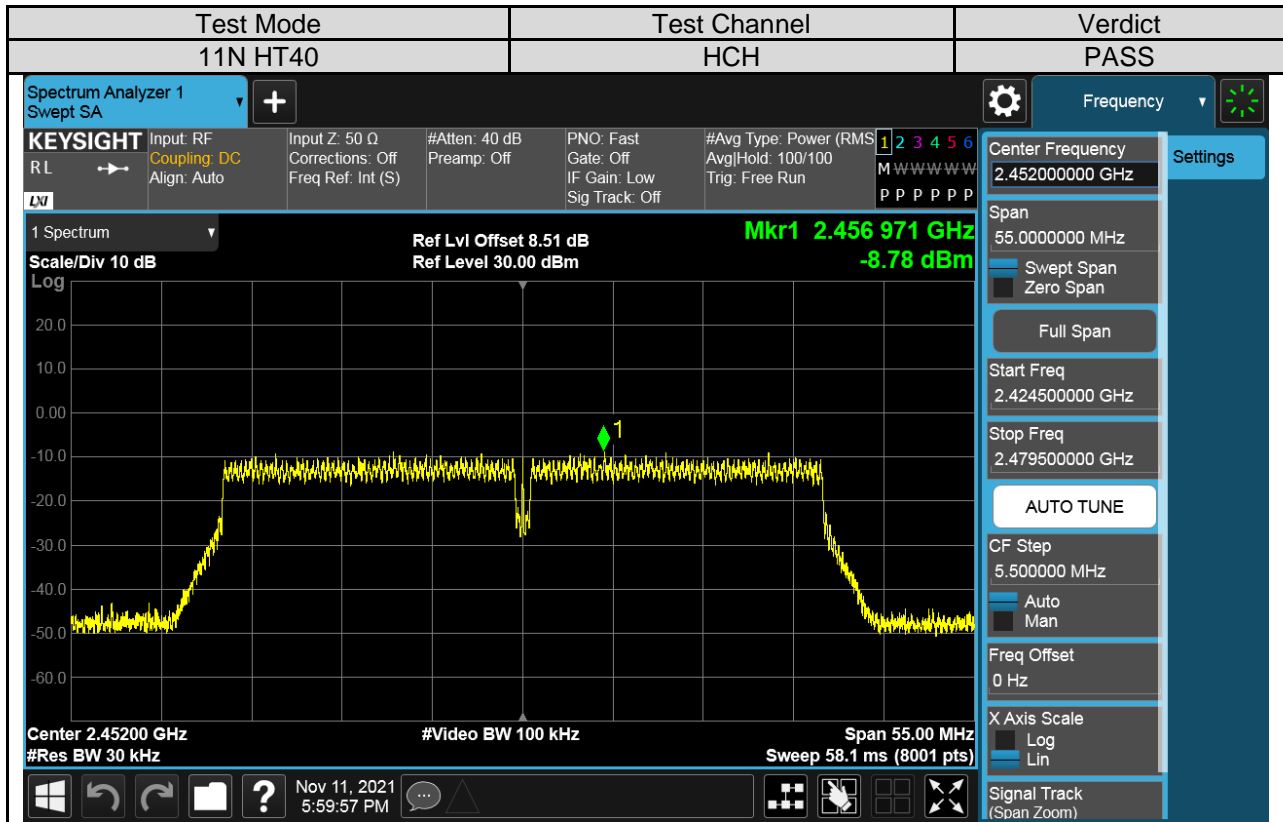 Test Mode Test Channel Verdict
11N HT40 HCH PASS
Spectrum Analyzer 1
Swept SA
+
Frequency
KEYSIGHT
R L
LXI
Input: RF
Coupling: DC
Align: Auto
Input Z: 50 Ω
Corrections: Off
Freq Ref: Int (S)
#Atten: 40 dB
Preamp: Off
PNO: Fast
Gate: Off
IF Gain: Low
Sig Track: Off
#Avg Type: Power (RMS
Avg|Hold: 100/100
Trig: Free Run
1 2 3 4 5 6
M W W W W W
P P P P P P
1 Spectrum
Scale/Div 10 dB
Log
Ref Lvl Offset 8.51 dB
Ref Level 30.00 dBm
Mkr1 2.456 971 GHz
-8.78 dBm
20.0
10.0
0.00
-10.0
-20.0
-30.0
-40.0
-50.0
-60.0
1
Center 2.45200 GHz
#Res BW 30 kHz
#Video BW 100 kHz
Span 55.00 MHz
Sweep 58.1 ms (8001 pts)
Center Frequency
2.452000000 GHz
Settings
Span
55.0000000 MHz
Swept Span
Zero Span
Full Span
Start Freq
2.424500000 GHz
Stop Freq
2.479500000 GHz
AUTO TUNE
CF Step
5.500000 MHz
Auto
Man
Freq Offset
0 Hz
X Axis Scale
Log
Lin
Signal Track
(Span Zoom)
?
Nov 11, 2021
5:59:57 PM